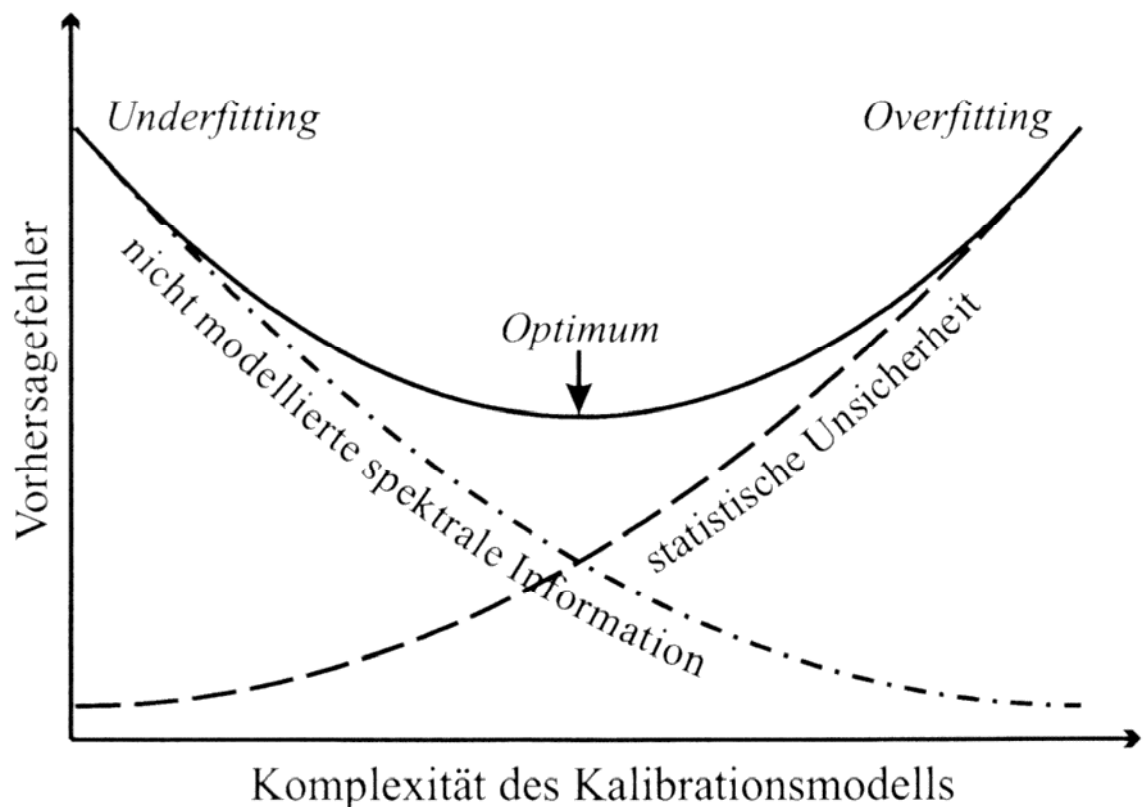 Underfitting
Overfitting
Vorhersagefehler
nicht modellierte spektrale Information
Optimum
statistische Unsicherheit
Komplexität des Kalibrationsmodells